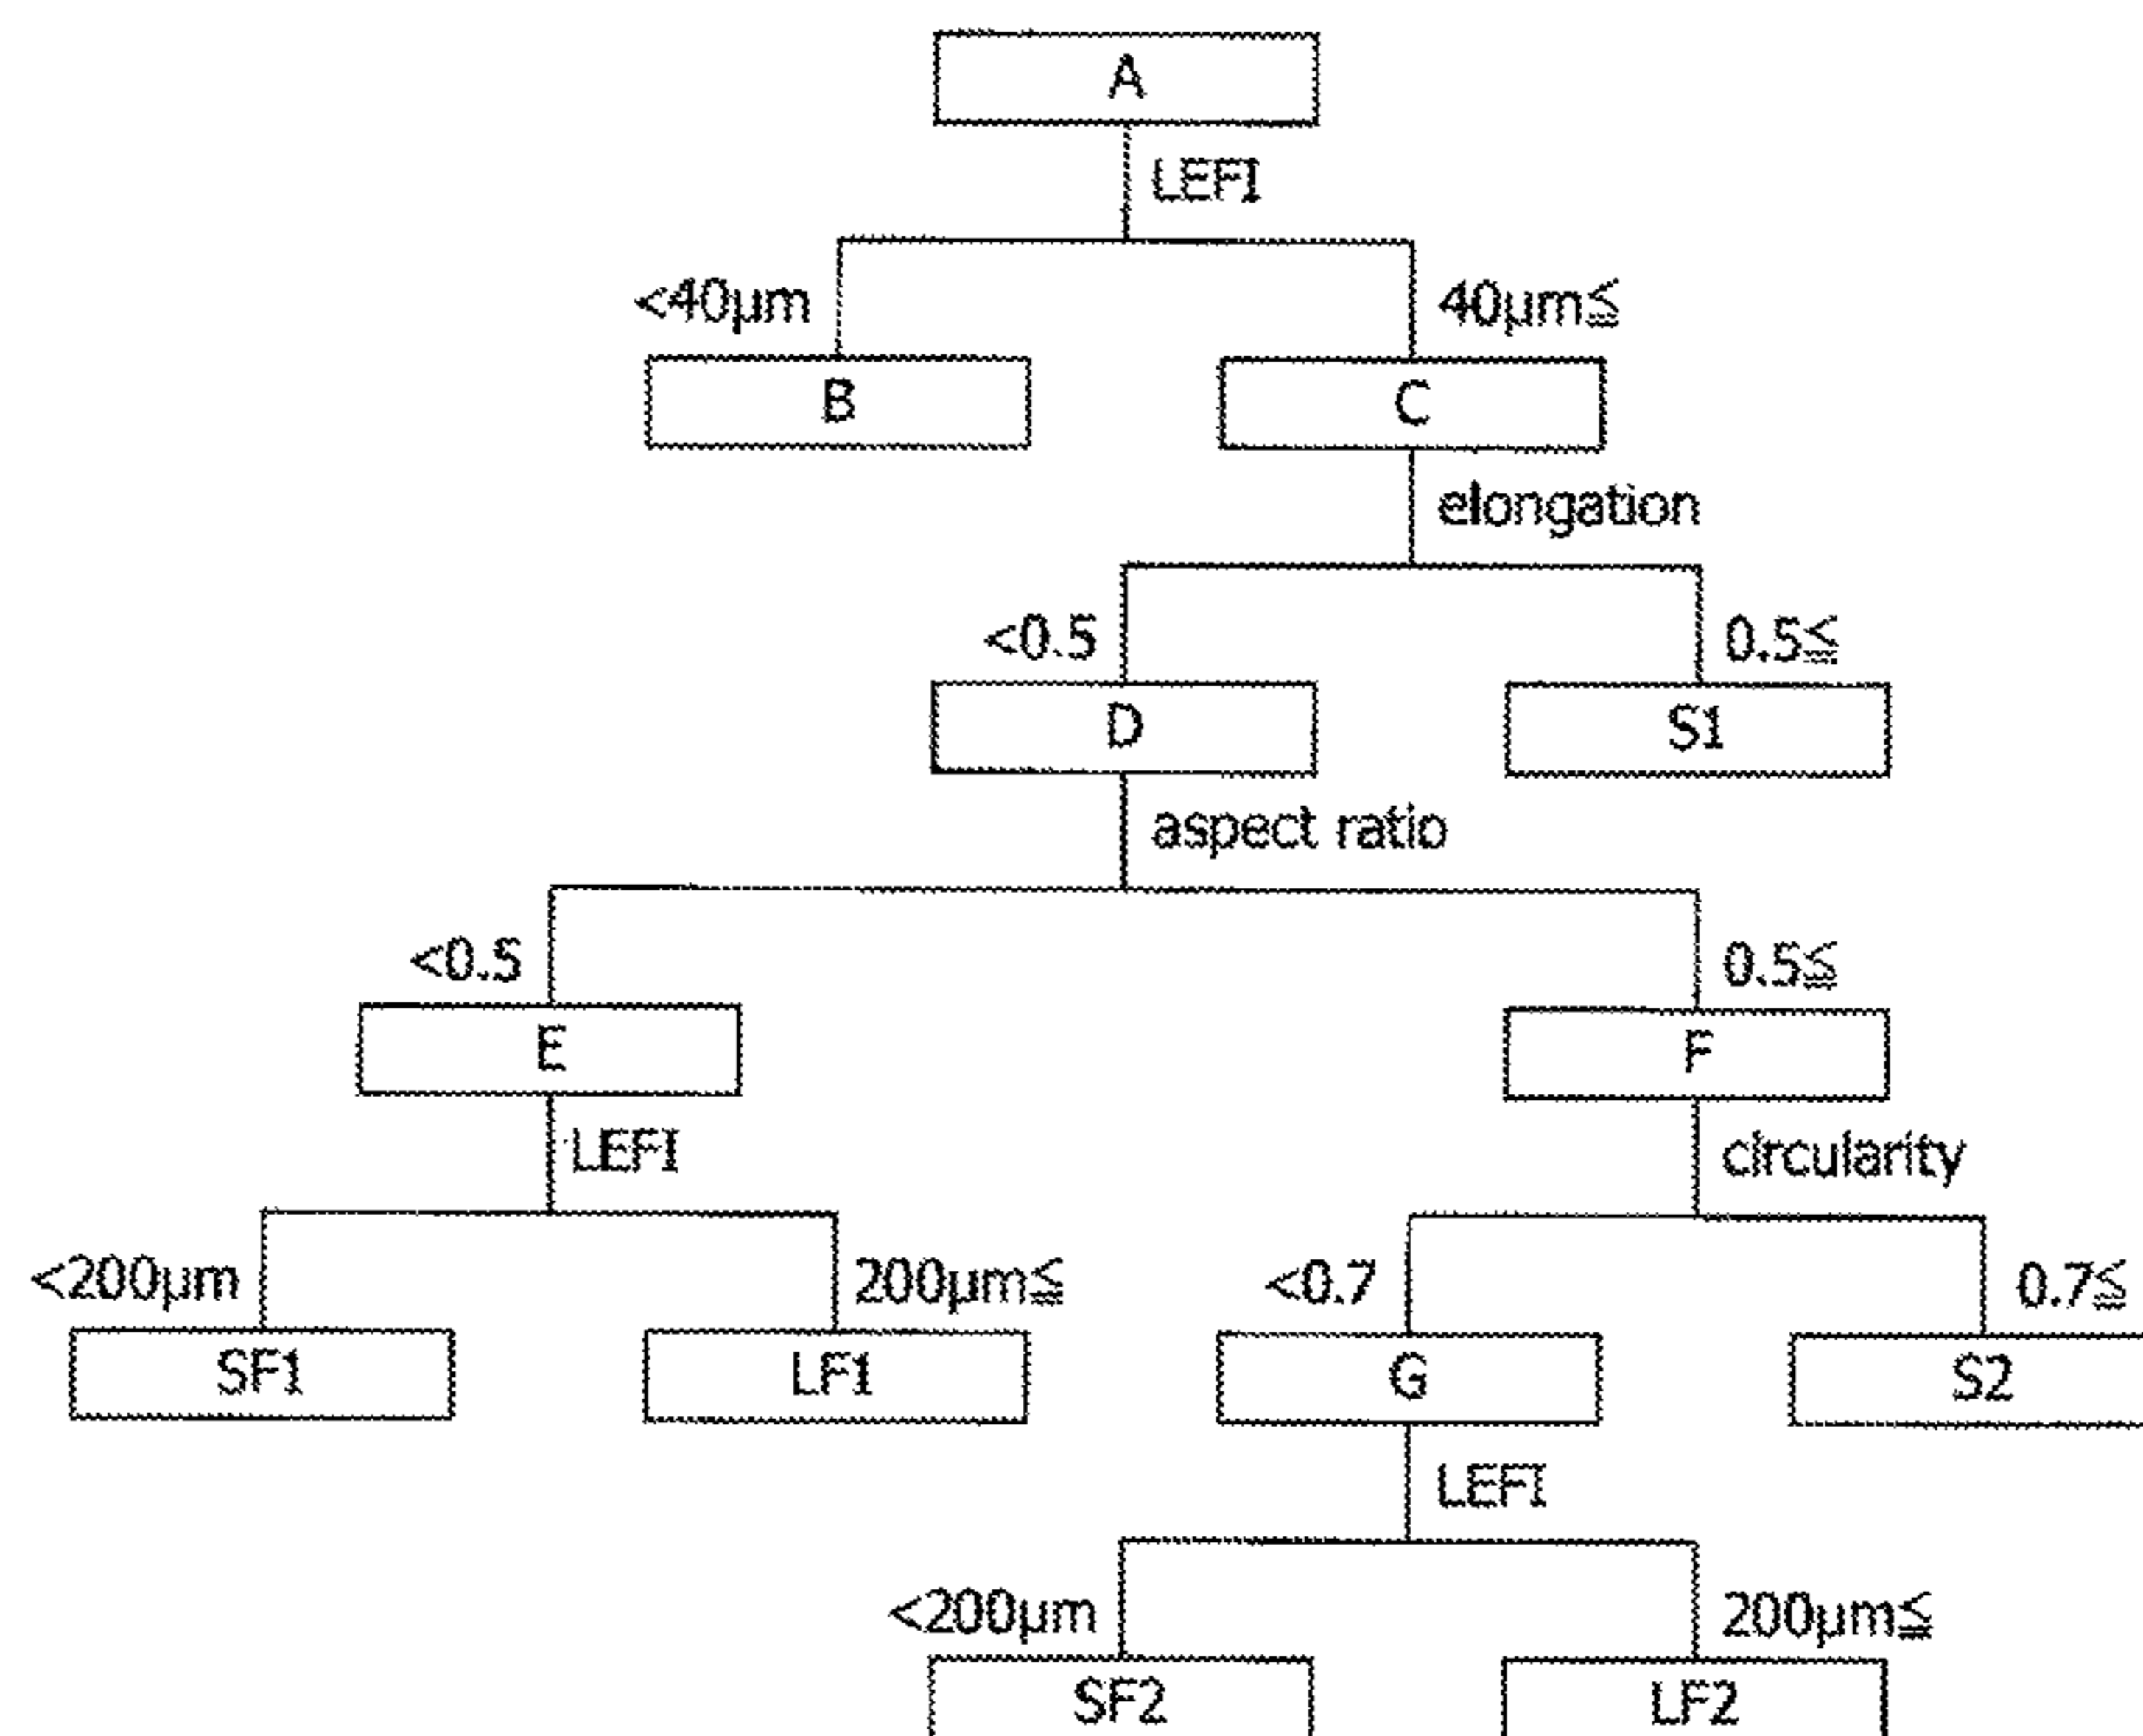 A
LEFI
<40μm 40μm≦
B C
elongation
<0.5 0.5≦
D S1
aspect ratio
<0.5 0.5≦
E F
LEFI circularity
<200μm 200μm≦ <0.7 0.7≦
SF1 LF1 G S2
LEFI
<200μm 200μm≦
SF2 LF2